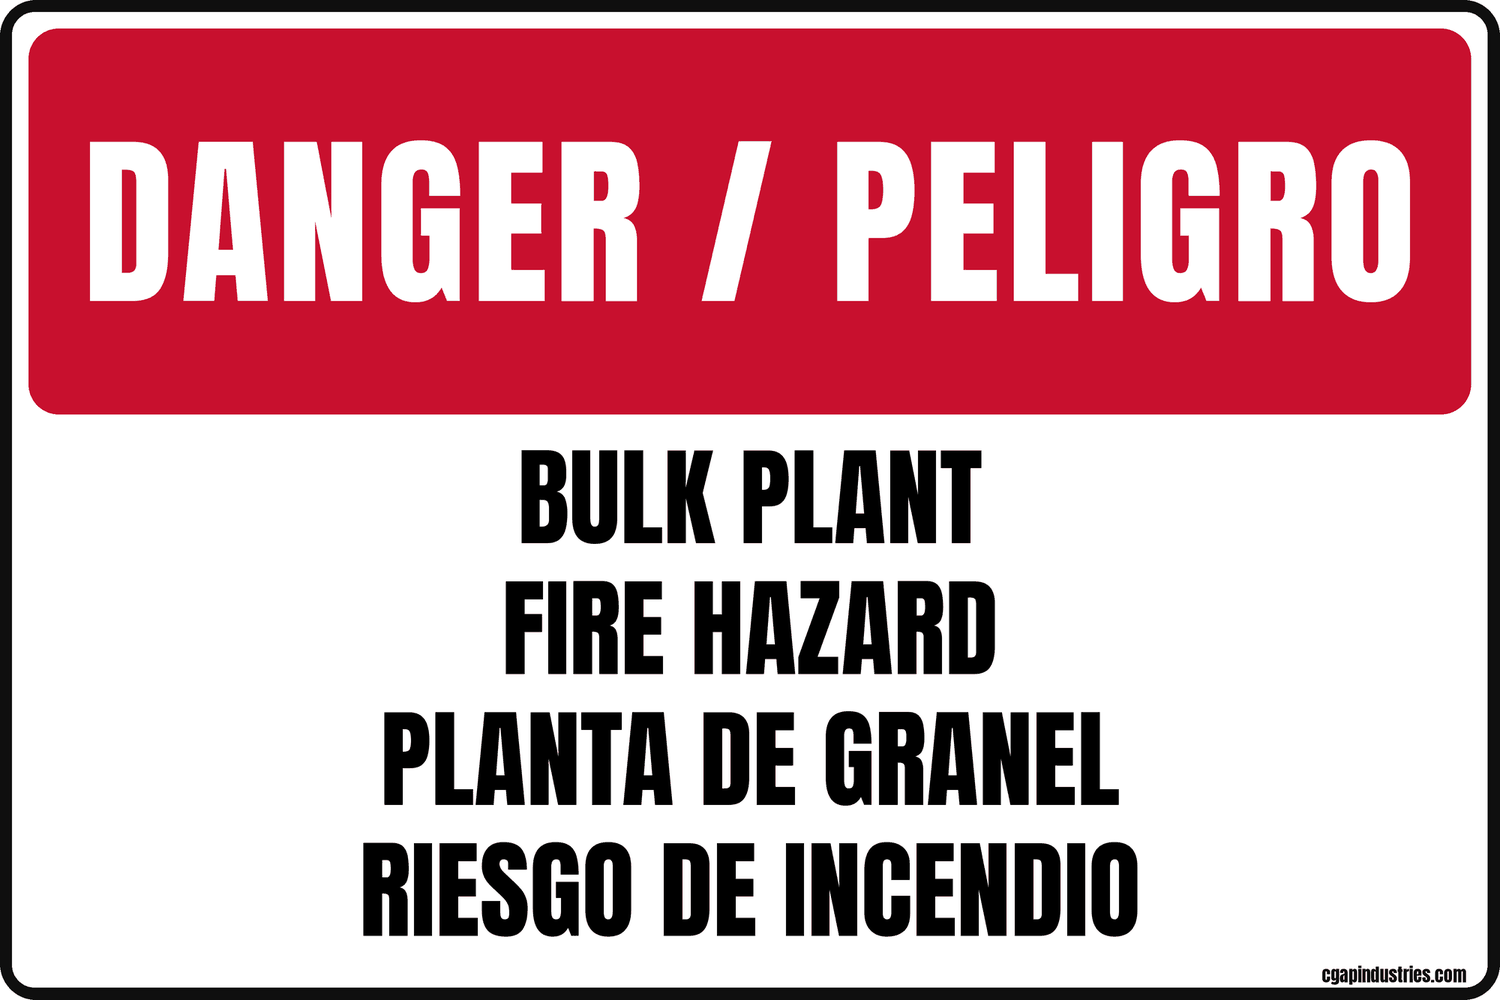 DANGER / PELIGRO
BULK PLANT
FIRE HAZARD
PLANTA DE GRANEL
RIESGO DE INCENDIO
cgapindustries.com